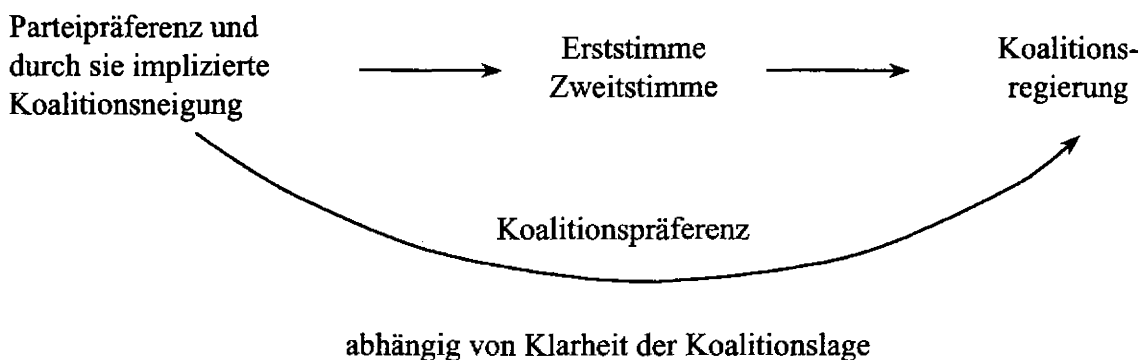 Parteipräferenz und
durch sie implizierte
Koalitionsneigung
Erststimme
Zweitstimme
Koalitions-
regierung
Koalitionspräferenz
abhängig von Klarheit der Koalitionslage